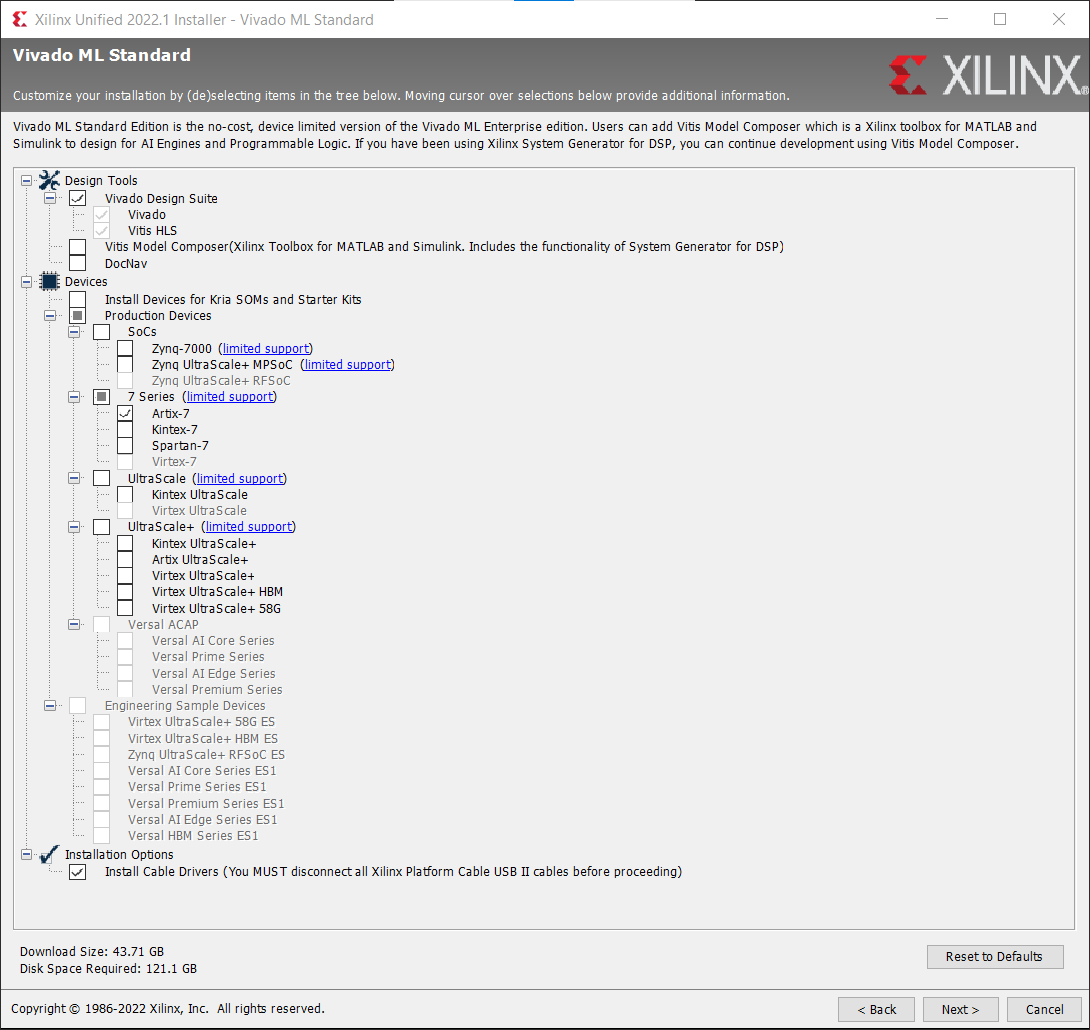 Xilinx Unified 2022.1 Installer - Vivado ML Standard
Vivado ML Standard
XILINX®
Customize your installation by (de)selecting items in the tree below. Moving cursor over selections below provide additional information.
Vivado ML Standard Edition is the no-cost, device limited version of the Vivado ML Enterprise edition. Users can add Vitis Model Composer which is a Xilinx toolbox for MATLAB and
Simulink to design for AI Engines and Programmable Logic. If you have been using Xilinx System Generator for DSP, you can continue development using Vitis Model Composer.
Design Tools
Vivado Design Suite
Vivado
Vitis HLS
Vitis Model Composer(Xilinx Toolbox for MATLAB and Simulink. Includes the functionality of System Generator for DSP)
DocNav
Devices
Install Devices for Kria SOMs and Starter Kits
Production Devices
SoCs
Zynq-7000 (limited support)
Zynq UltraScale+ MPSoC (limited support)
Zynq UltraScale+ RFSoC
7 Series (limited support)
Artix-7
Kintex-7
Spartan-7
Virtex-7
UltraScale (limited support)
Kintex UltraScale
Virtex UltraScale
UltraScale+ (limited support)
Kintex UltraScale+
Artix UltraScale+
Virtex UltraScale+
Virtex UltraScale+ HBM
Virtex UltraScale+ 58G
Versal ACAP
Versal AI Core Series
Versal Prime Series
Versal AI Edge Series
Versal Premium Series
Engineering Sample Devices
Virtex UltraScale+ 58G ES
Virtex UltraScale+ HBM ES
Zynq UltraScale+ RFSoC ES
Versal AI Core Series ES1
Versal Prime Series ES1
Versal Premium Series ES1
Versal AI Edge Series ES1
Versal HBM Series ES1
Installation Options
Install Cable Drivers (You MUST disconnect all Xilinx Platform Cable USB II cables before proceeding)
Download Size: 43.71 GB
Disk Space Required: 121.1 GB
Reset to Defaults
Copyright © 1986-2022 Xilinx, Inc. All rights reserved.
< Back
Next >
Cancel